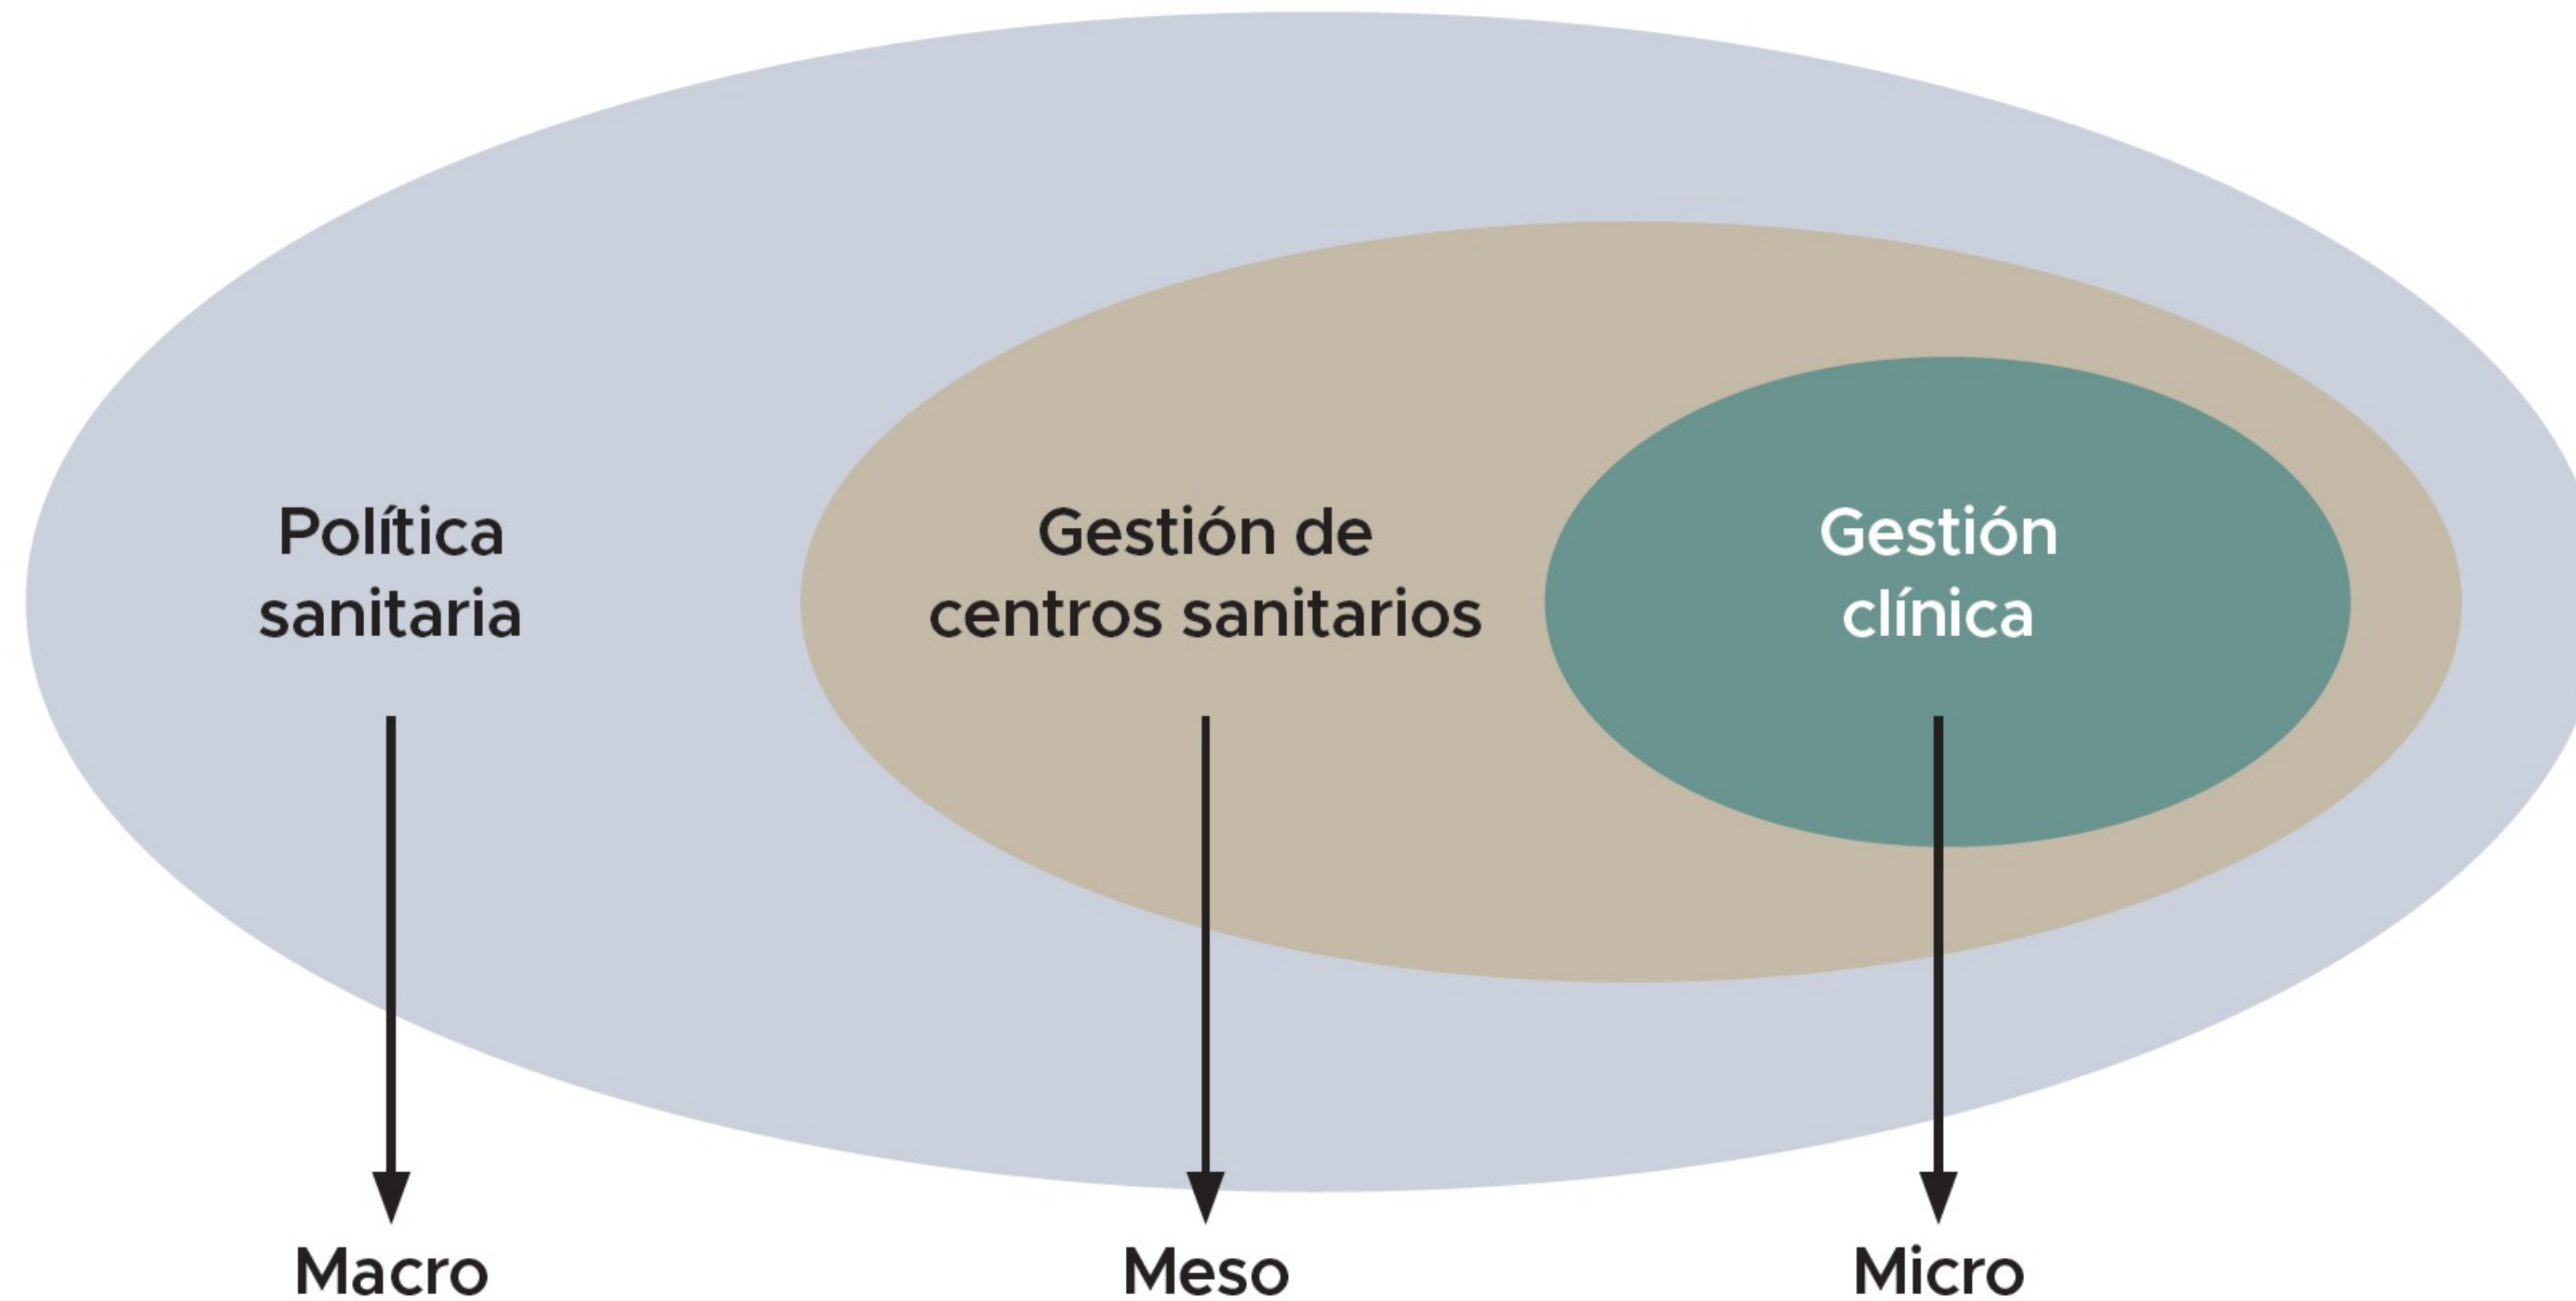 Política
sanitaria
Gestión de
centros sanitarios
Gestión
clínica
Macro
Meso
Micro